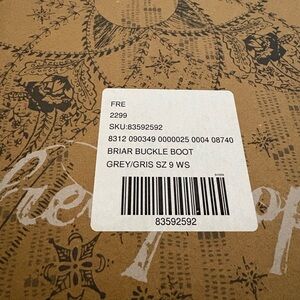 FRE
2299
SKU:83592592
8312 090349 0000025 0004 08740
BRIAR BUCKLE BOOT
GREY/GRIS SZ 9 WS
83592592